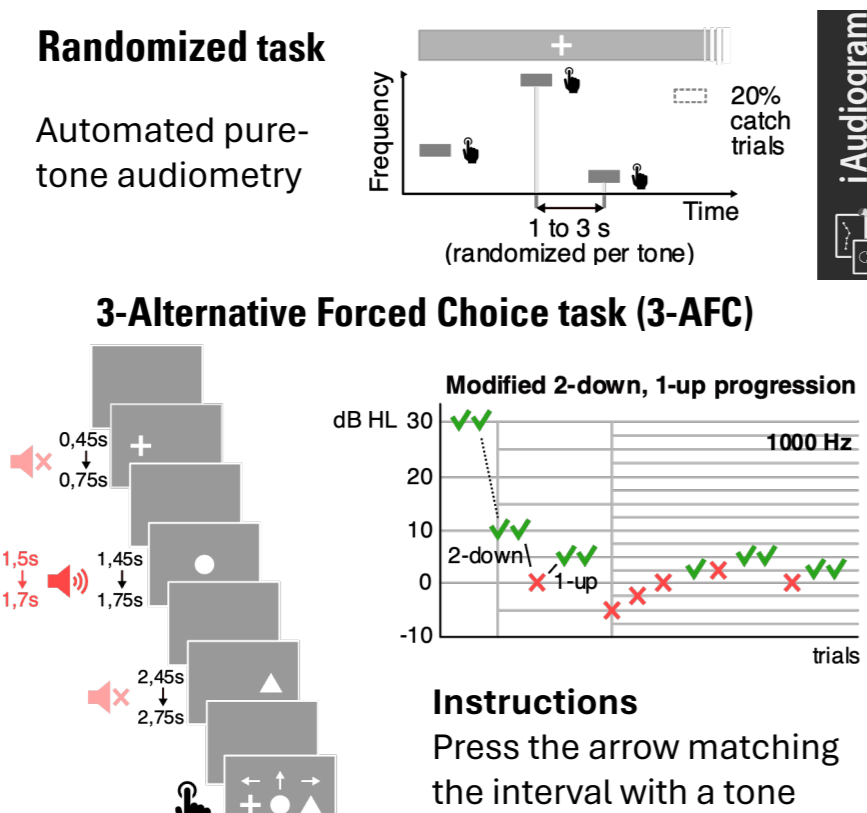 Randomized task
Automated pure-
tone audiometry
Frequency
20%
catch
trials
Time
1 to 3 s
(randomized per tone)
iAudiogram
3-Alternative Forced Choice task (3-AFC)
0,45s
0,75s
1,5s
1,7s
1,45s
1,75s
2,45s
2,75s
Modified 2-down, 1-up progression
dB HL
30
20
10
0
-10
1000 Hz
2-down
1-up
trials
Instructions
Press the arrow matching
the interval with a tone